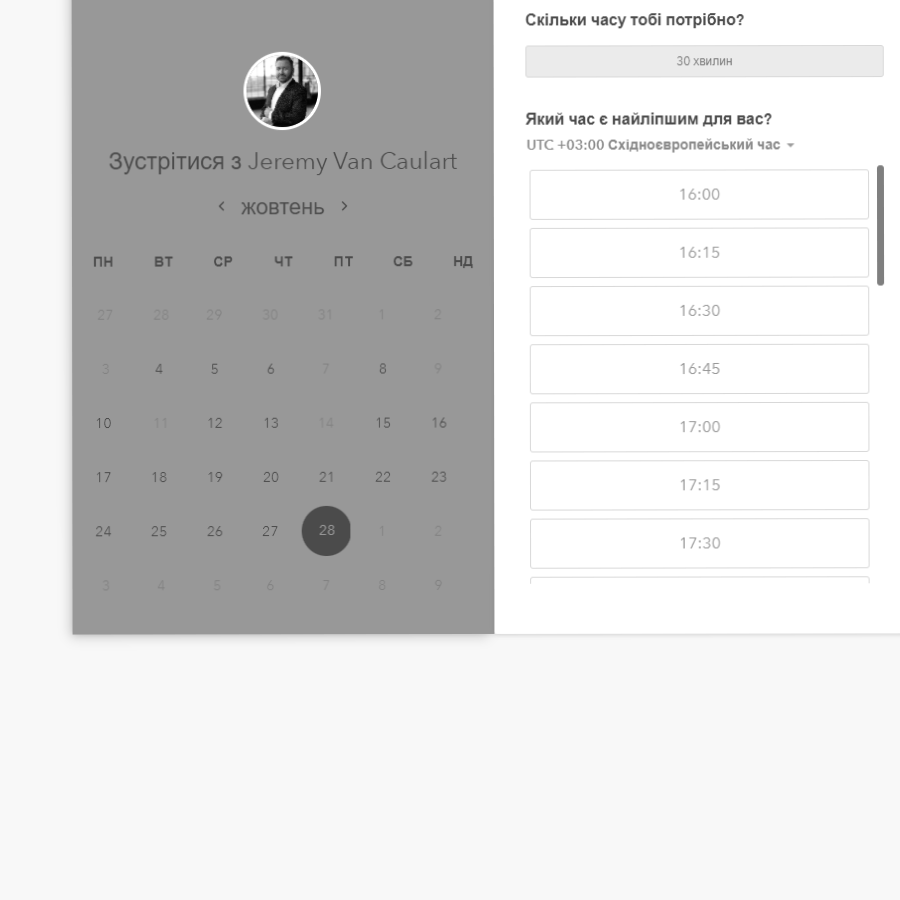 Зустрітися з Jeremy Van Caulart
жовтень
ПН ВТ СР ЧТ ПТ СБ НД
27 28 29 30 31 1 2
3 4 5 6 7 8 9
10 11 12 13 14 15 16
17 18 19 20 21 22 23
24 25 26 27 28 1 2
3 4 5 6 7 8 9
Скільки часу тобі потрібно?
30 хвилин
Який час є найліпшим для вас?
UTC +03:00 Східноєвропейський час
16:00
16:15
16:30
16:45
17:00
17:15
17:30